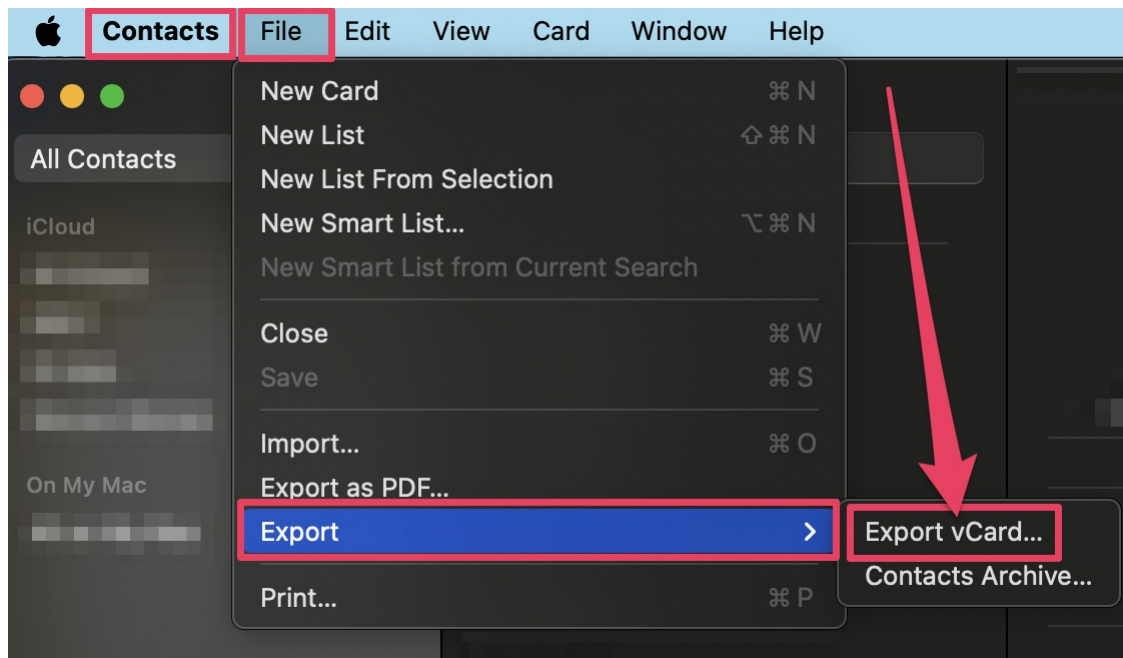 Contacts File Edit View Card Window Help
New Card ⌘ N
New List ⇧ ⌘ N
All Contacts
New List From Selection
iCloud
New Smart List... ⌥ ⌘ N
New Smart List from Current Search
Close ⌘ W
Save ⌘ S
Import... ⌘ O
On My Mac
Export as PDF...
Export
Export vCard...
Contacts Archive...
Print... ⌘ P